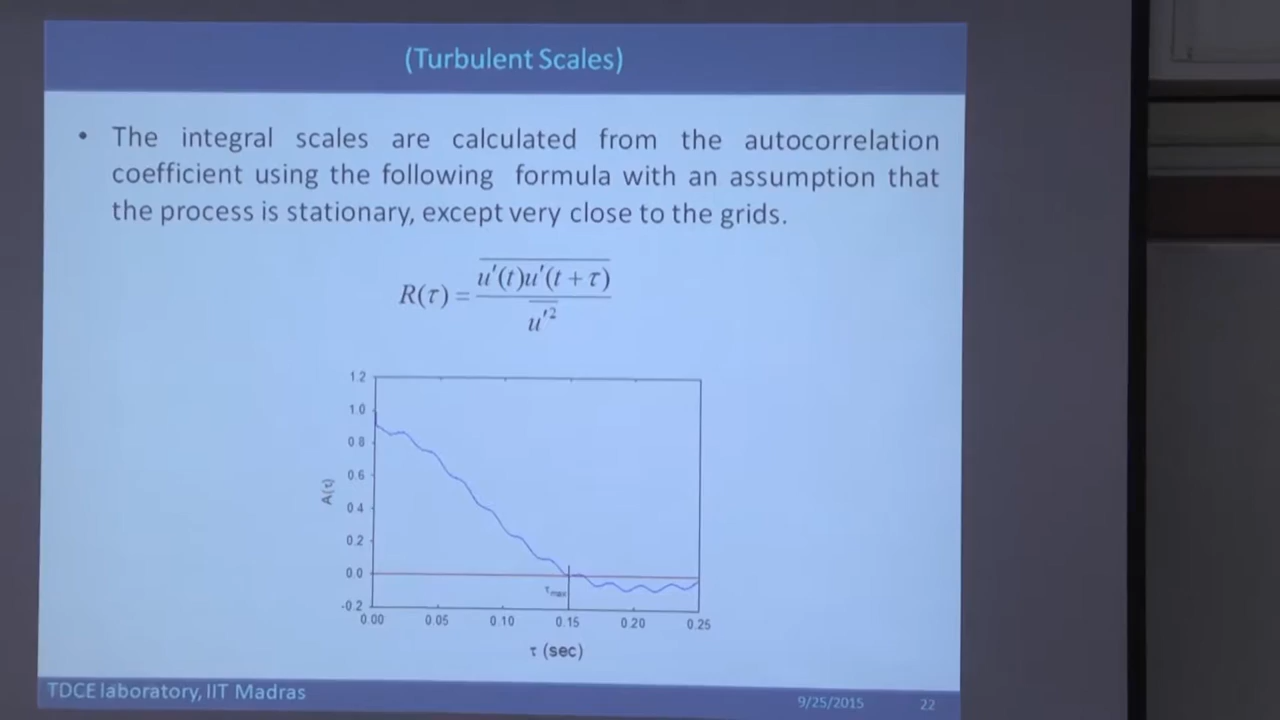 (Turbulent Scales)
• The integral scales are calculated from the autocorrelation
coefficient using the following formula with an assumption that
the process is stationary, except very close to the grids.
R(τ) = \frac{\overline{u'(t)u'(t+τ)}}{\overline{u'^2}}
1.2
1.0
0.8
0.6
0.4
0.2
0.0
-0.2
A(τ)
τmax
0.00 0.05 0.10 0.15 0.20 0.25
τ (sec)
TDCE laboratory, IIT Madras 9/25/2015 22